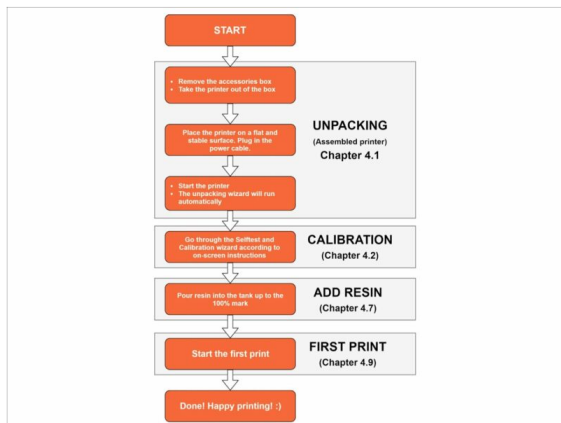 START
• Remove the accessories box
• Take the printer out of the box
UNPACKING
(Assembled printer)
Chapter 4.1
Place the printer on a flat and
stable surface. Plug in the
power cable.
• Start the printer
• The unpacking wizard will run
automatically
Go through the Selftest and
Calibration wizard according to
on-screen instructions
CALIBRATION
(Chapter 4.2)
Pour resin into the tank up to the
100% mark
ADD RESIN
(Chapter 4.7)
Start the first print
FIRST PRINT
(Chapter 4.9)
Done! Happy printing! :)